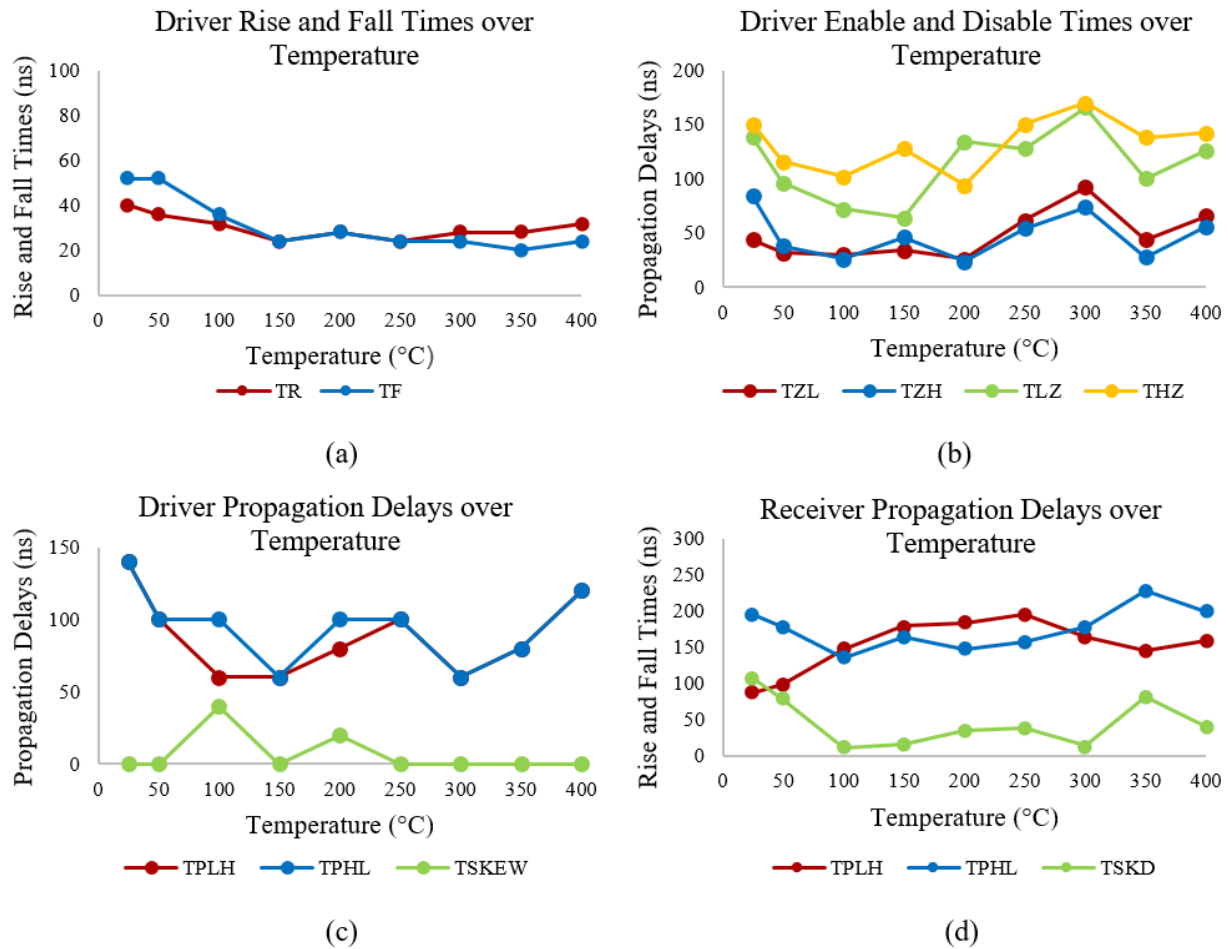 Driver Rise and Fall Times over
Temperature
Rise and Fall Times (ns)
100
80
60
40
20
0
0 50 100 150 200 250 300 350 400
Temperature (°C)
TR TF
(a)
Driver Enable and Disable Times over
Temperature
Propagation Delays (ns)
200
150
100
50
0
0 50 100 150 200 250 300 350 400
Temperature (°C)
TZL TZH TLZ THZ
(b)
Driver Propagation Delays over
Temperature
Propagation Delays (ns)
150
100
50
0
0 50 100 150 200 250 300 350 400
Temperature (°C)
TPLH TPHL TSKEW
(c)
Receiver Propagation Delays over
Temperature
Rise and Fall Times (ns)
300
250
200
150
100
50
0
0 50 100 150 200 250 300 350 400
Temperature (°C)
TPLH TPHL TSKD
(d)